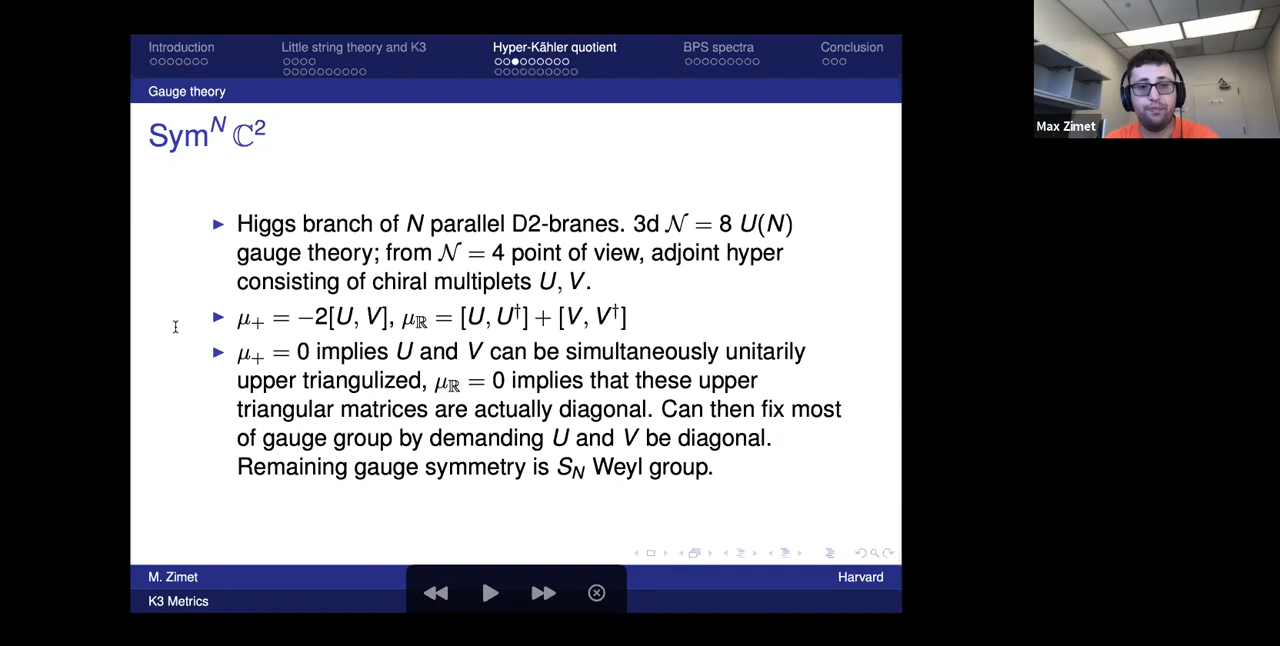 Introduction
Little string theory and K3
Hyper-Kähler quotient
BPS spectra
Conclusion
Gauge theory
Sym^N ℂ²
Higgs branch of N parallel D2-branes. 3d 𝒩 = 8 U(N)
gauge theory; from 𝒩 = 4 point of view, adjoint hyper
consisting of chiral multiplets U, V.
μ₊ = −2[U, V], μ_ℝ = [U, U†] + [V, V†]
μ₊ = 0 implies U and V can be simultaneously unitarily
upper triangulized, μ_ℝ = 0 implies that these upper
triangular matrices are actually diagonal. Can then fix most
of gauge group by demanding U and V be diagonal.
Remaining gauge symmetry is S_N Weyl group.
M. Zimet
Harvard
K3 Metrics
Max Zimet